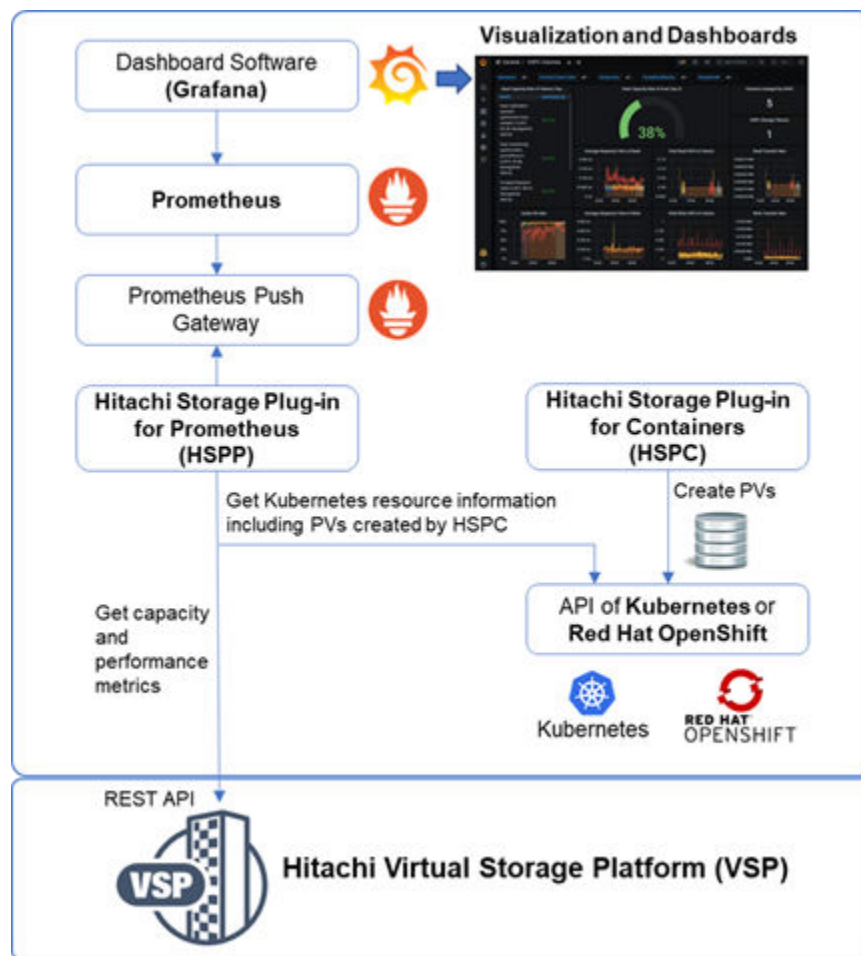 Visualization and Dashboards
Dashboard Software
(Grafana)
38%
5
1
Prometheus
Prometheus Push
Gateway
Hitachi Storage Plug-in
for Prometheus
(HSPP)
Hitachi Storage Plug-in
for Containers
(HSPC)
Get Kubernetes resource information
including PVs created by HSPC
Create PVs
Get capacity
and
performance
metrics
API of Kubernetes or
Red Hat OpenShift
Kubernetes
RED HAT
OPENSHIFT
REST API
VSP
Hitachi Virtual Storage Platform (VSP)